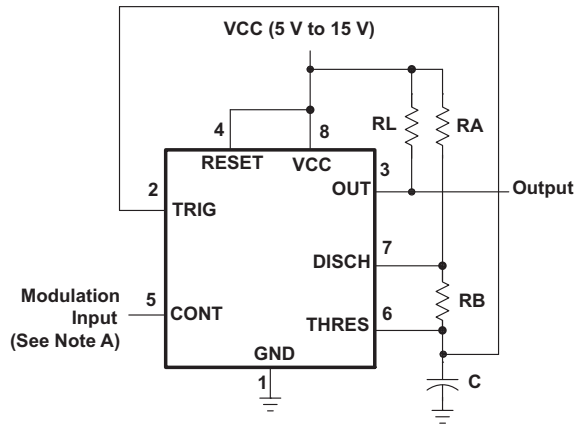 VCC (5 V to 15 V)
4
8
RL
RA
RESET
VCC
3
2
OUT
Output
TRIG
7
DISCH
Modulation
Input
(See Note A)
5
CONT
RB
6
THRES
GND
1
C